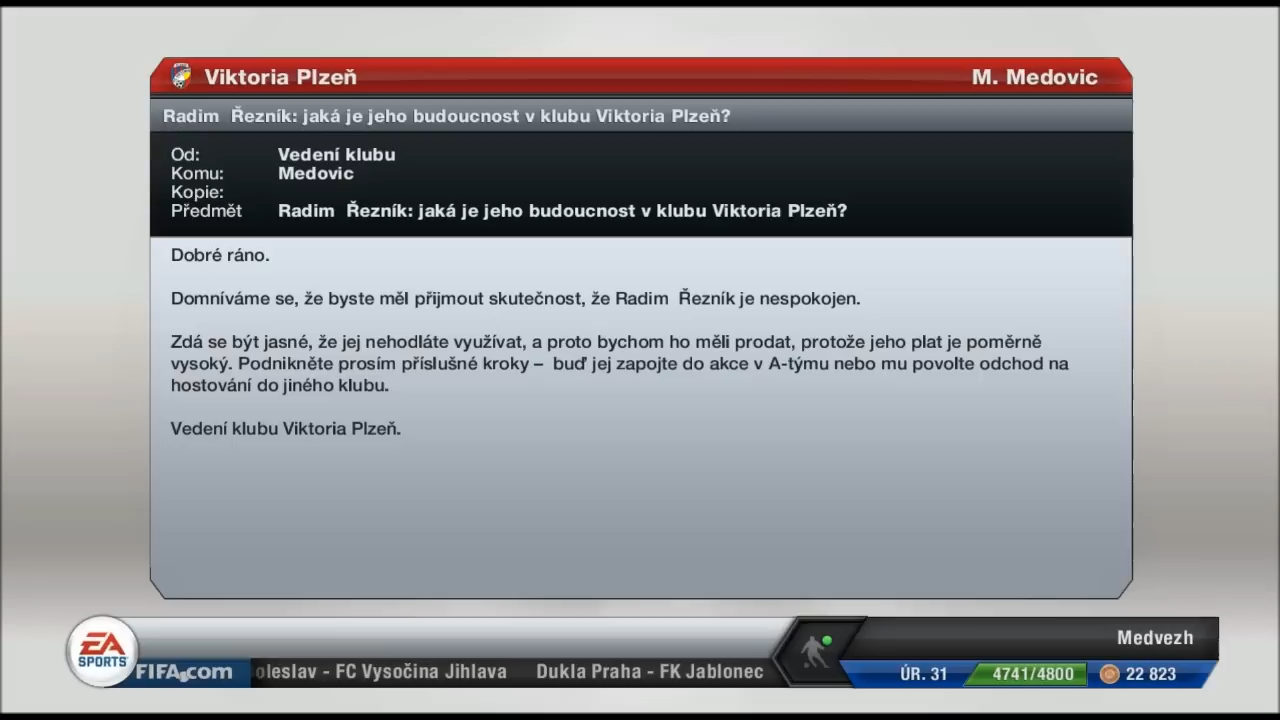 Viktoria Plzeň
M. Medovic
Radim Řezník: jaká je jeho budoucnost v klubu Viktoria Plzeň?
Od: Vedení klubu
Komu: Medovic
Kopie:
Předmět Radim Řezník: jaká je jeho budoucnost v klubu Viktoria Plzeň?
Dobré ráno.
Domníváme se, že byste měl přijmout skutečnost, že Radim Řezník je nespokojen.
Zdá se být jasné, že jej nehodláte využívat, a proto bychom ho měli prodat, protože jeho plat je poměrně
vysoký. Podnikněte prosím příslušné kroky – buď jej zapojte do akce v A-týmu nebo mu povolte odchod na
hostování do jiného klubu.
Vedení klubu Viktoria Plzeň.
EA
SPORTS
Medvezh
FIFA.com
oleslav - FC Vysočina Jihlava Dukla Praha - FK Jablonec
ÚR. 31
4741/4800
22 823